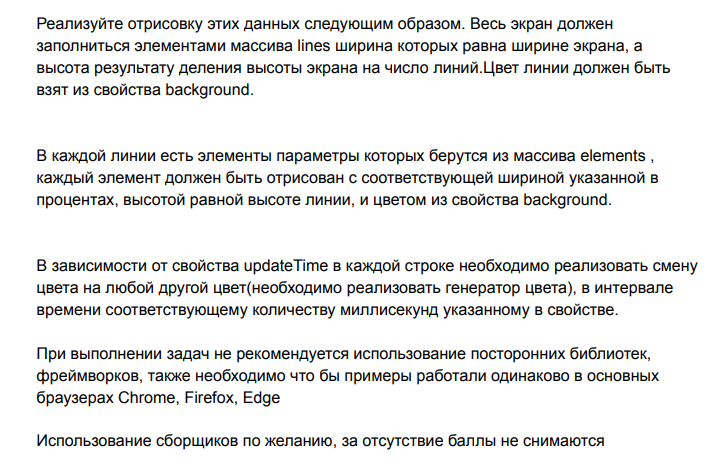 Реализуйте отрисовку этих данных следующим образом. Весь экран должен
заполниться элементами массива lines ширина которых равна ширине экрана, а
высота результату деления высоты экрана на число линий.Цвет линии должен быть
взят из свойства background.
В каждой линии есть элементы параметры которых берутся из массива elements ,
каждый элемент должен быть отрисован с соответствующей шириной указанной в
процентах, высотой равной высоте линии, и цветом из свойства background.
В зависимости от свойства updateTime в каждой строке необходимо реализовать смену
цвета на любой другой цвет(необходимо реализовать генератор цвета), в интервале
времени соответствующему количеству миллисекунд указанному в свойстве.
При выполнении задач не рекомендуется использование посторонних библиотек,
фреймворков, также необходимо что бы примеры работали одинаково в основных
браузерах Chrome, Firefox, Edge
Использование сборщиков по желанию, за отсутствие баллы не снимаются